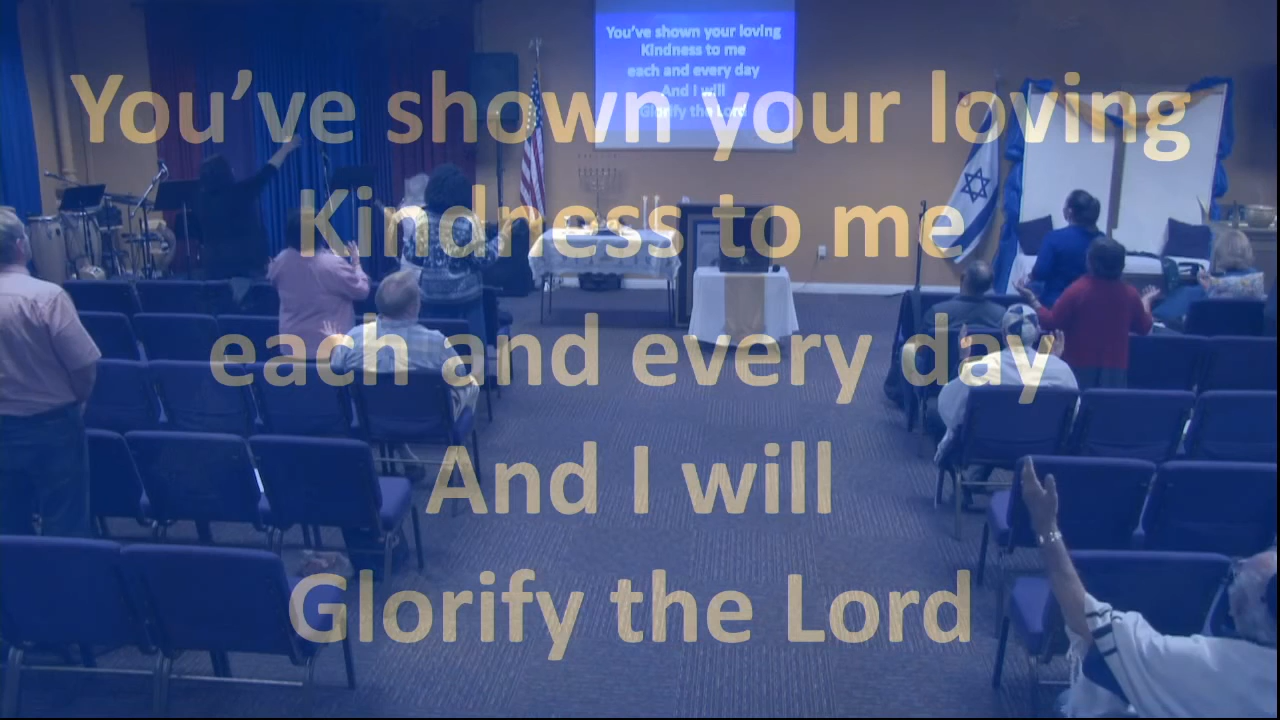 You've shown your loving
Kindness to me
each and every day
And I will
Glorify the Lord
You've shown your loving
Kindness to me
each and every day
And I will
Glorify the Lord